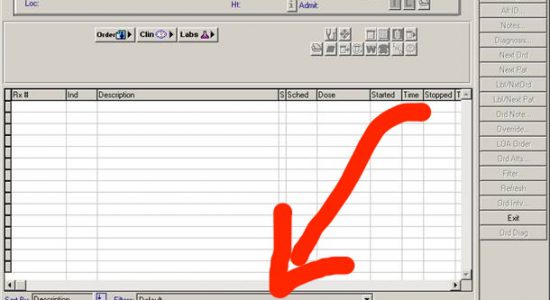 Loc: Ht: Admit:
Alt ID...
Notes...
Diagnosis...
Next Ord
Next Pat
Lbl/NxtOrd
Lbl/Next Pat
Ord Note...
Override...
LOA Order
Ord Alts...
Filter...
Refresh
Ord Intv...
Exit
Ord Diag
Order Clin Labs
Rx # Ind Description S Sched Dose Started Time Stopped T
Sort By: Description Filter: Default